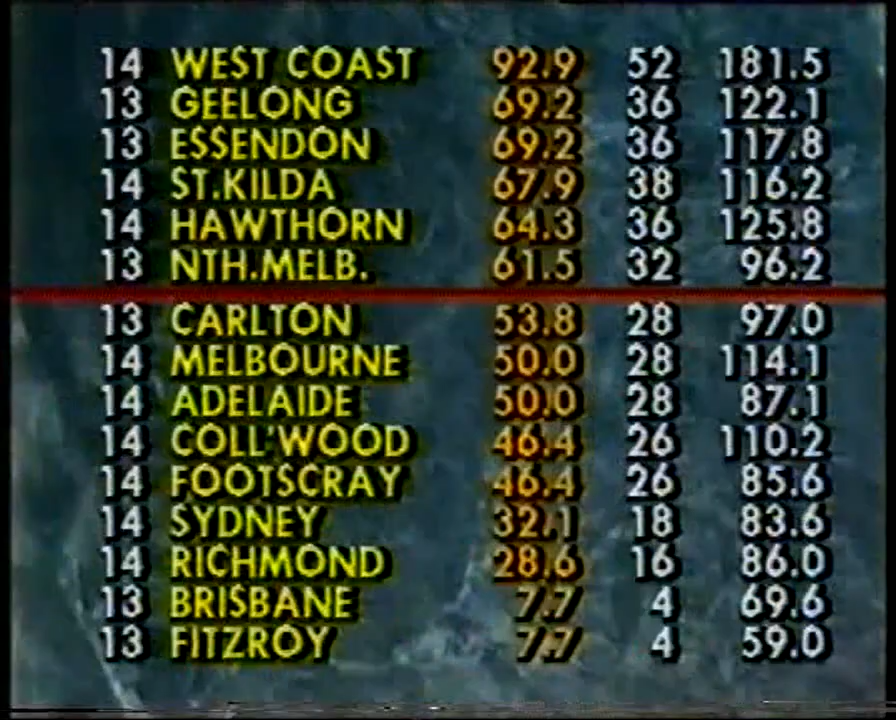 14 WEST COAST 92.9 52 181.5
13 GEELONG 69.2 36 122.1
13 ESSENDON 69.2 36 117.8
14 ST.KILDA 67.9 38 116.2
14 HAWTHORN 64.3 36 125.8
13 NTH.MELB. 61.5 32 96.2
13 CARLTON 53.8 28 97.0
14 MELBOURNE 50.0 28 114.1
14 ADELAIDE 50.0 28 87.1
14 COLL'WOOD 46.4 26 110.2
14 FOOTSCRAY 46.4 26 85.6
14 SYDNEY 32.1 18 83.6
14 RICHMOND 28.6 16 86.0
13 BRISBANE 7.7 4 69.6
13 FITZROY 7.7 4 59.0